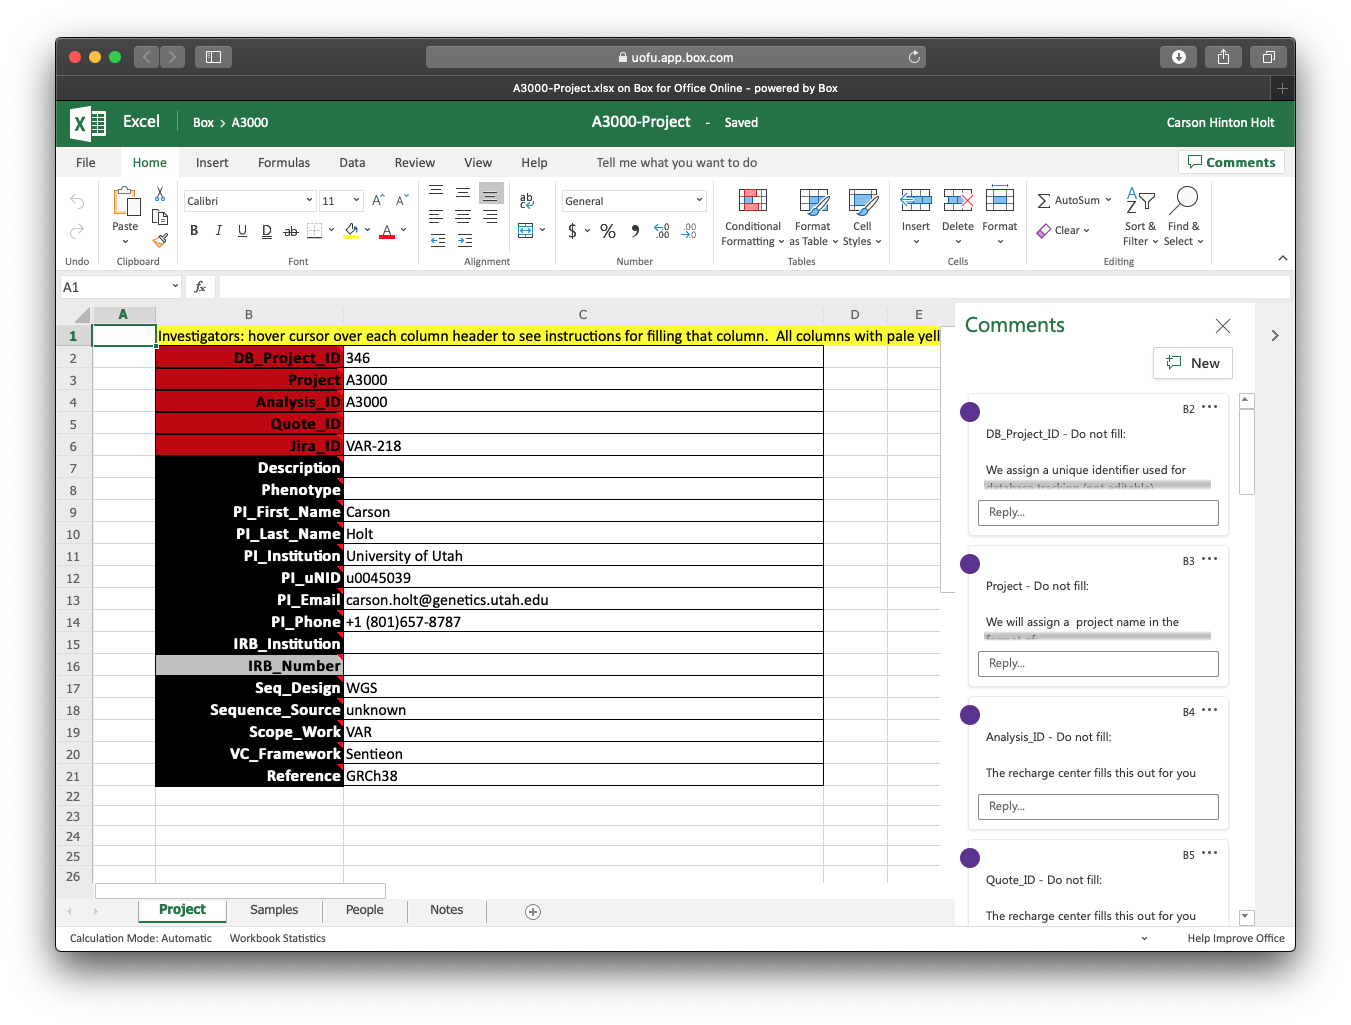 uofu.app.box.com
A3000-Project.xlsx on Box for Office Online - powered by Box
Excel Box > A3000 A3000-Project - Saved Carson Hinton Holt
File Home Insert Formulas Data Review View Help Tell me what you want to do Comments
Calibri 11 ab General AutoSum
Paste B I U D ab A $ % , .00 Conditional Formatting Format as Table Cell Styles Insert Delete Format Clear Sort & Filter Find & Select
Undo Clipboard Font Alignment Number Tables Cells Editing
A1 fx
A B C D E
1 Investigators: hover cursor over each column header to see instructions for filling that column. All columns with pale yell
2 DB_Project_ID 346
3 Project A3000
4 Analysis_ID A3000
5 Quote_ID
6 Jira_ID VAR-218
7 Description
8 Phenotype
9 PI_First_Name Carson
10 PI_Last_Name Holt
11 PI_Institution University of Utah
12 PI_uNID u0045039
13 PI_Email carson.holt@genetics.utah.edu
14 PI_Phone +1 (801)657-8787
15 IRB_Institution
16 IRB_Number
17 Seq_Design WGS
18 Sequence_Source unknown
19 Scope_Work VAR
20 VC_Framework Sentieon
21 Reference GRCh38
22
23
24
25
26
Comments
New
B2
DB_Project_ID - Do not fill:
We assign a unique identifier used for
database tracking (not editable)
Reply...
B3
Project - Do not fill:
We will assign a project name in the
format of:
Reply...
B4
Analysis_ID - Do not fill:
The recharge center fills this out for you
Reply...
B5
Quote_ID - Do not fill:
The recharge center fills this out for you
Project Samples People Notes
Calculation Mode: Automatic Workbook Statistics Help Improve Office